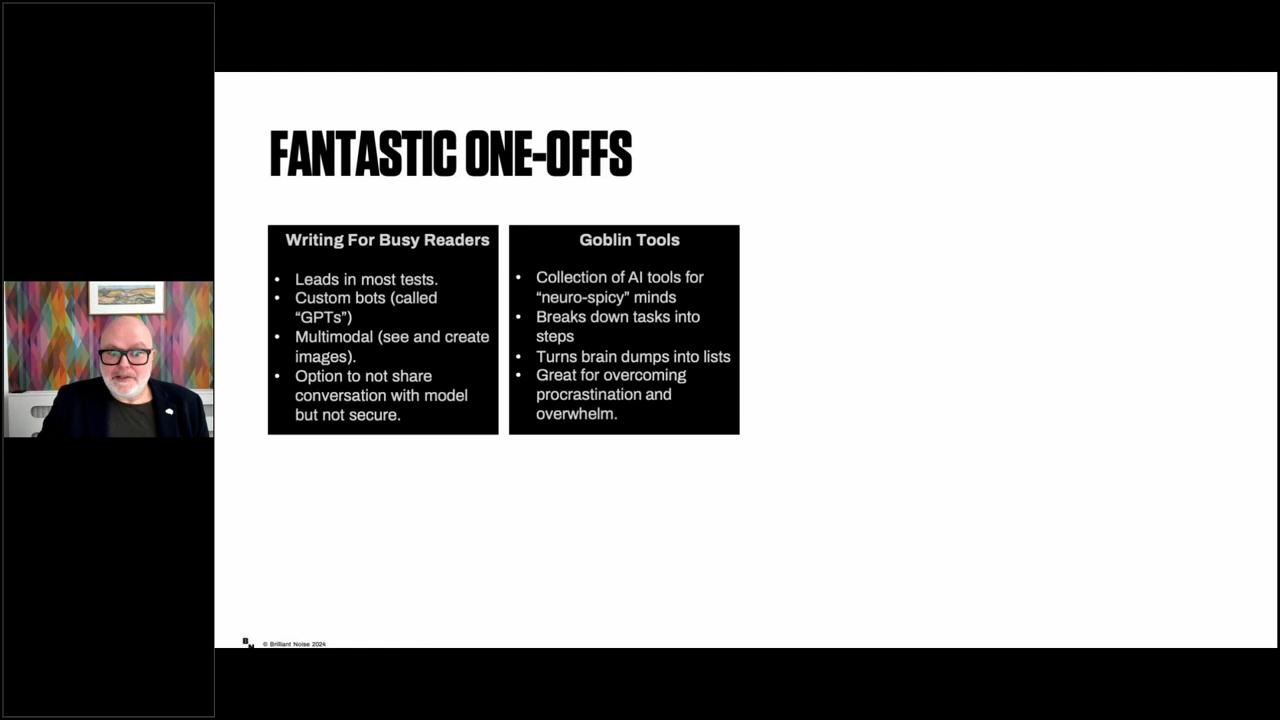 FANTASTIC ONE-OFFS
Writing For Busy Readers
• Leads in most tests.
• Custom bots (called
“GPTs”)
• Multimodal (see and create
images).
• Option to not share
conversation with model
but not secure.
Goblin Tools
• Collection of AI tools for
“neuro-spicy” minds
• Breaks down tasks into
steps
• Turns brain dumps into lists
• Great for overcoming
procrastination and
overwhelm.
B
N
© Brilliant Noise 2024